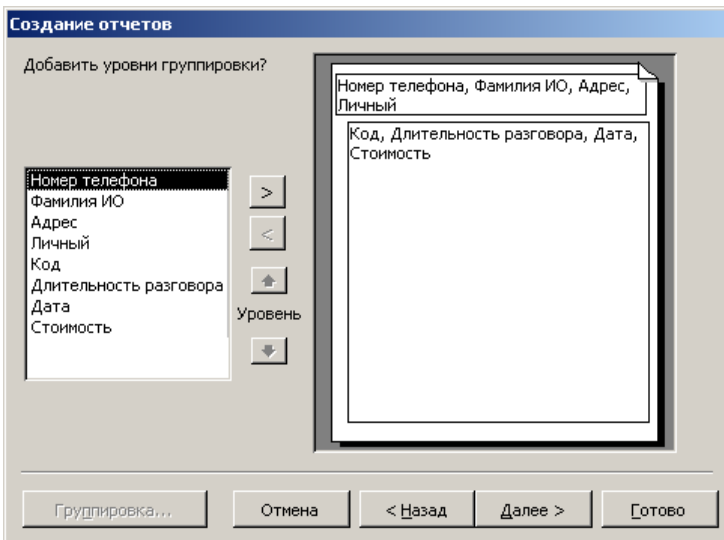 Создание отчетов
Добавить уровни группировки?
Номер телефона
Фамилия ИО
Адрес
Личный
Код
Длительность разговора
Дата
Стоимость
>
<
Уровень
Номер телефона, Фамилия ИО, Адрес,
Личный
Код, Длительность разговора, Дата,
Стоимость
Группировка...
Отмена
< Назад
Далее >
Готово